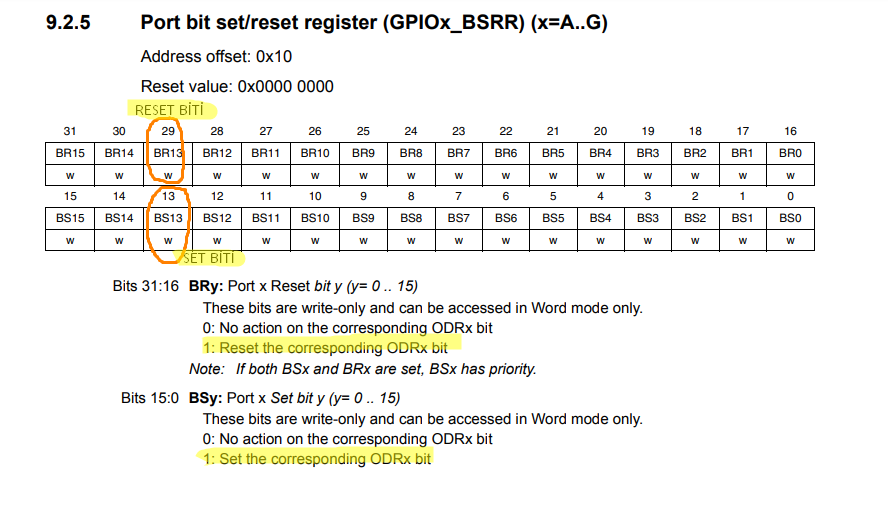 9.2.5 Port bit set/reset register (GPIOx_BSRR) (x=A..G)
Address offset: 0x10
Reset value: 0x0000 0000
RESET BİTİ
31 30 29 28 27 26 25 24 23 22 21 20 19 18 17 16
BR15 BR14 BR13 BR12 BR11 BR10 BR9 BR8 BR7 BR6 BR5 BR4 BR3 BR2 BR1 BR0
w w w w w w w w w w w w w w w w
15 14 13 12 11 10 9 8 7 6 5 4 3 2 1 0
BS15 BS14 BS13 BS12 BS11 BS10 BS9 BS8 BS7 BS6 BS5 BS4 BS3 BS2 BS1 BS0
w w w w w w w w w w w w w w w w
SET BİTİ
Bits 31:16 BRy: Port x Reset bit y (y= 0 .. 15)
These bits are write-only and can be accessed in Word mode only.
0: No action on the corresponding ODRx bit
1: Reset the corresponding ODRx bit
Note: If both BSx and BRx are set, BSx has priority.
Bits 15:0 BSy: Port x Set bit y (y= 0 .. 15)
These bits are write-only and can be accessed in Word mode only.
0: No action on the corresponding ODRx bit
1: Set the corresponding ODRx bit